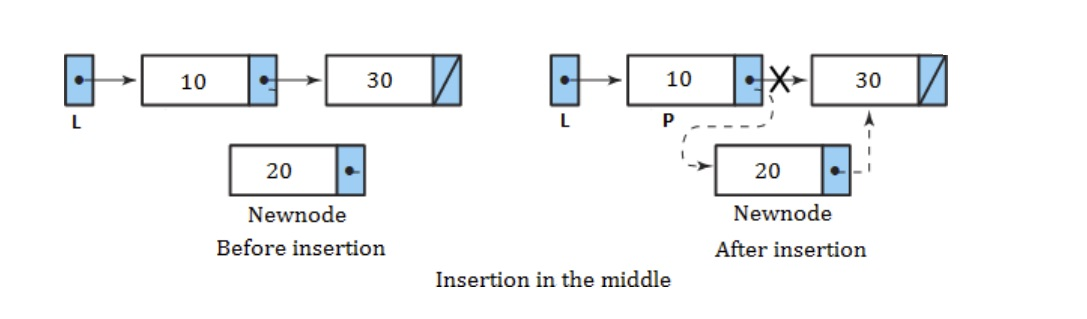 10
30
L
20
Newnode
Before insertion
10
30
L
P
20
Newnode
After insertion
Insertion in the middle